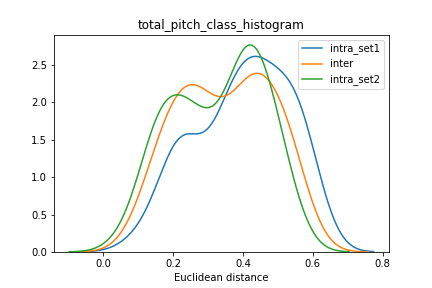 total_pitch_class_histogram
intra_set1
inter
intra_set2
2.5
2.0
1.5
1.0
0.5
0.0
0.0 0.2 0.4 0.6 0.8
Euclidean distance